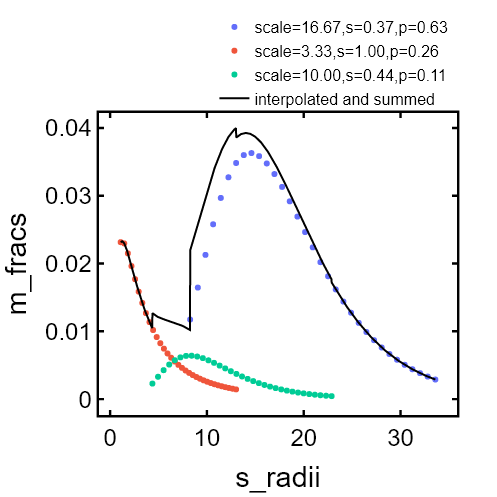 scale=16.67,s=0.37,p=0.63
scale=3.33,s=1.00,p=0.26
scale=10.00,s=0.44,p=0.11
interpolated and summed
0.04
0.03
0.02
0.01
0
m_fracs
0 10 20 30
s_radii